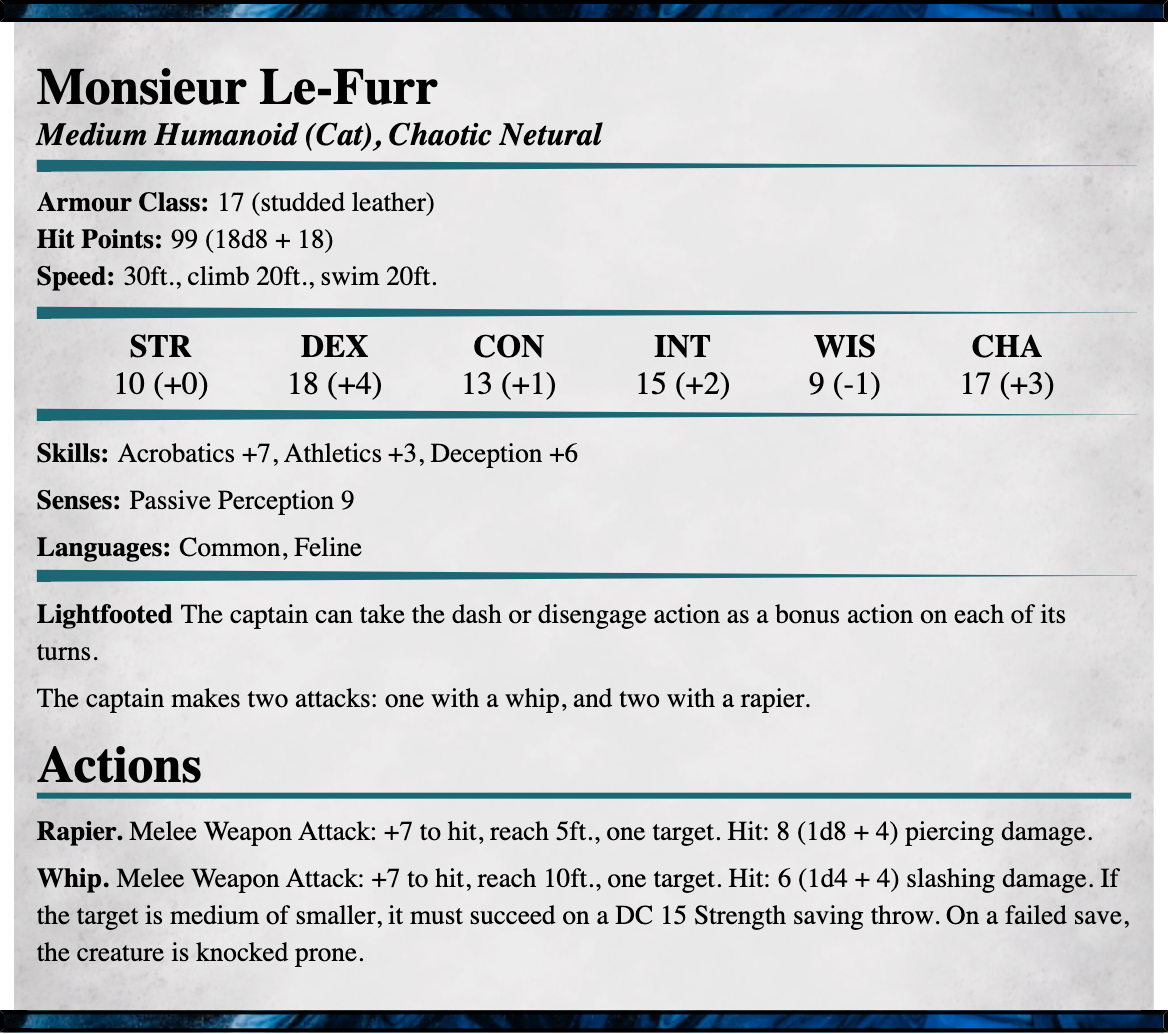 Monsieur Le-Furr
Medium Humanoid (Cat), Chaotic Netural
Armour Class: 17 (studded leather)
Hit Points: 99 (18d8 + 18)
Speed: 30ft., climb 20ft., swim 20ft.
STR DEX CON INT WIS CHA
10 (+0) 18 (+4) 13 (+1) 15 (+2) 9 (-1) 17 (+3)
Skills: Acrobatics +7, Athletics +3, Deception +6
Senses: Passive Perception 9
Languages: Common, Feline
Lightfooted The captain can take the dash or disengage action as a bonus action on each of its
turns.
The captain makes two attacks: one with a whip, and two with a rapier.
Actions
Rapier. Melee Weapon Attack: +7 to hit, reach 5ft., one target. Hit: 8 (1d8 + 4) piercing damage.
Whip. Melee Weapon Attack: +7 to hit, reach 10ft., one target. Hit: 6 (1d4 + 4) slashing damage. If
the target is medium of smaller, it must succeed on a DC 15 Strength saving throw. On a failed save,
the creature is knocked prone.